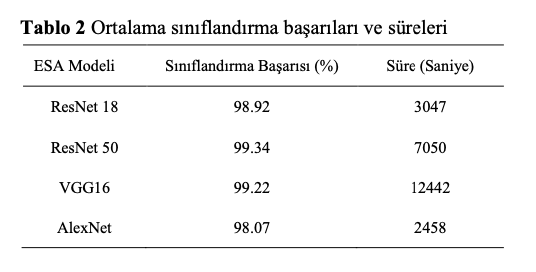 Tablo 2 Ortalama sınıflandırma başarıları ve süreleri
ESA Modeli Sınıflandırma Başarısı (%) Süre (Saniye)
ResNet 18 98.92 3047
ResNet 50 99.34 7050
VGG16 99.22 12442
AlexNet 98.07 2458